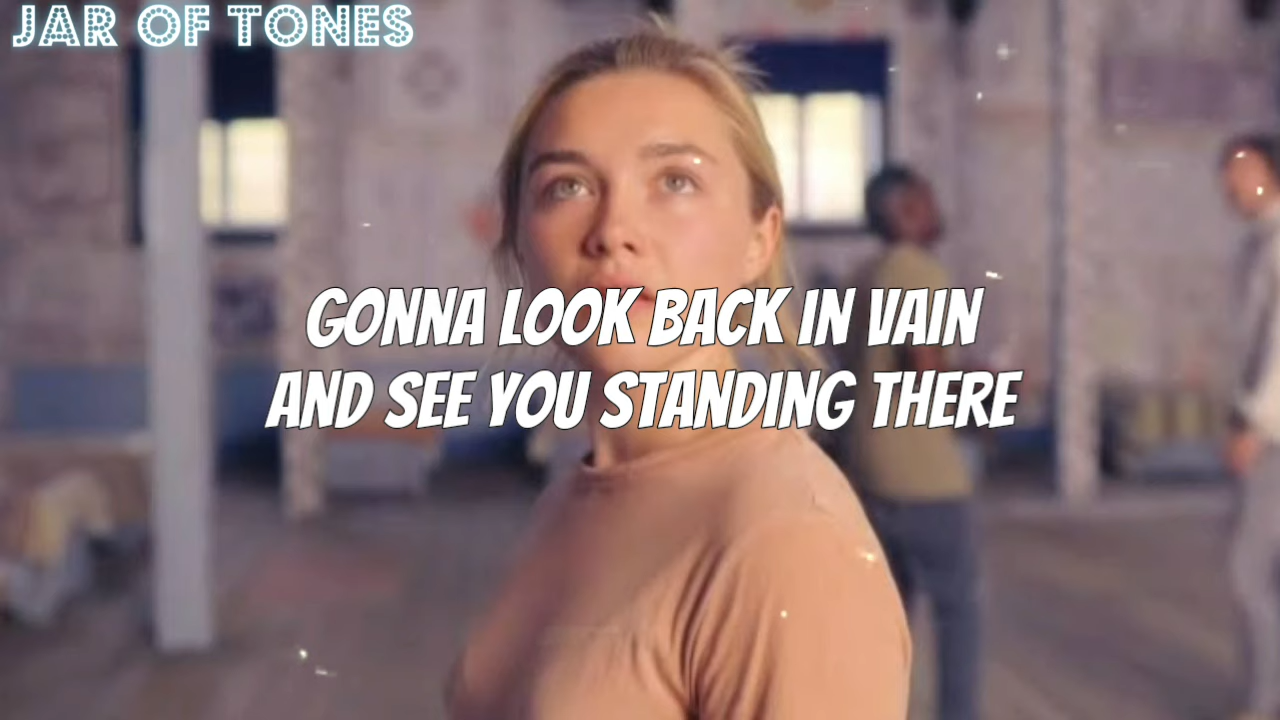 JAR OF TONES
GONNA LOOK BACK IN VAIN
AND SEE YOU STANDING THERE